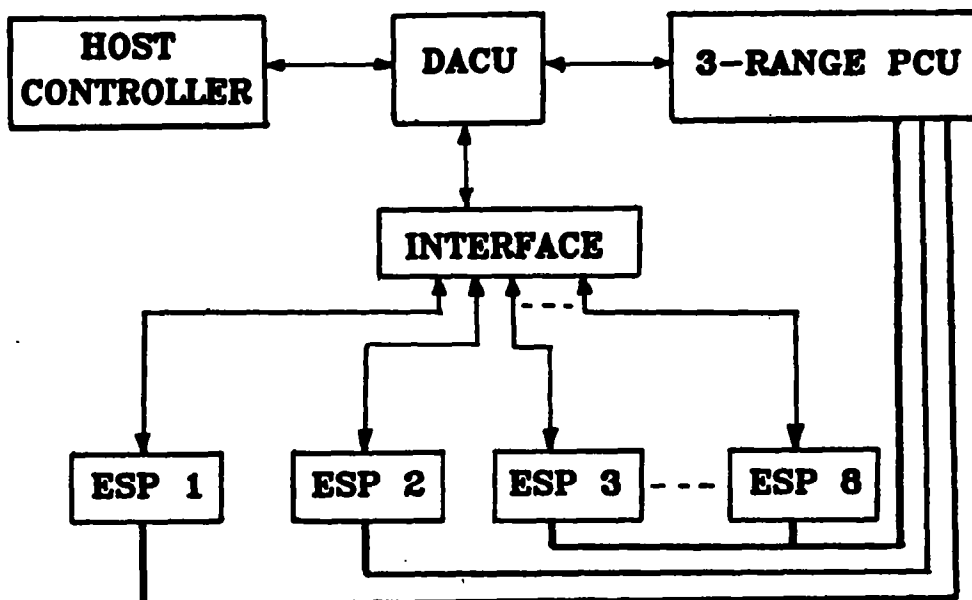 HOST
CONTROLLER
DACU
3-RANGE PCU
INTERFACE
ESP 1
ESP 2
ESP 3
ESP 8